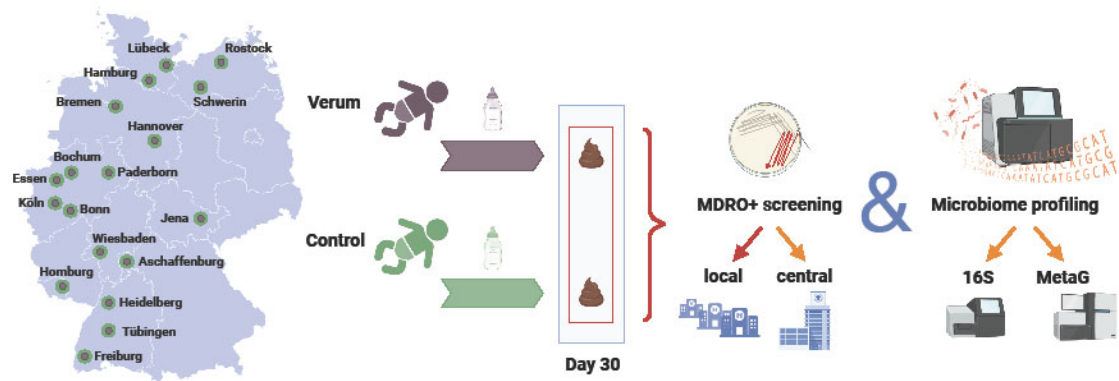 Lübeck
Rostock
Hamburg
Schwerin
Bremen
Hannover
Bochum
Paderborn
Essen
Köln
Bonn
Jena
Wiesbaden
Aschaffenburg
Homburg
Heidelberg
Tübingen
Freiburg
Verum
Control
Day 30
MDRO+ screening
local
central
&
Microbiome profiling
16S
MetaG